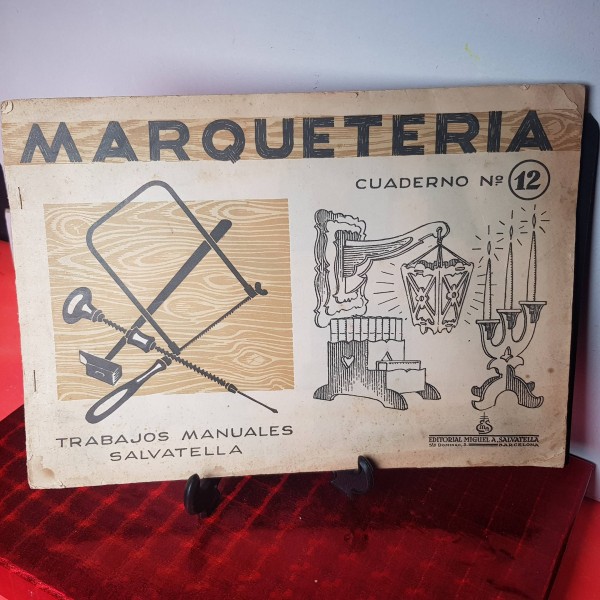 MARQUETERIA
CUADERNO Nº 12
TRABAJOS MANUALES
SALVATELLA
EDITORIAL MIGUEL A. SALVATELLA
BARCELONA